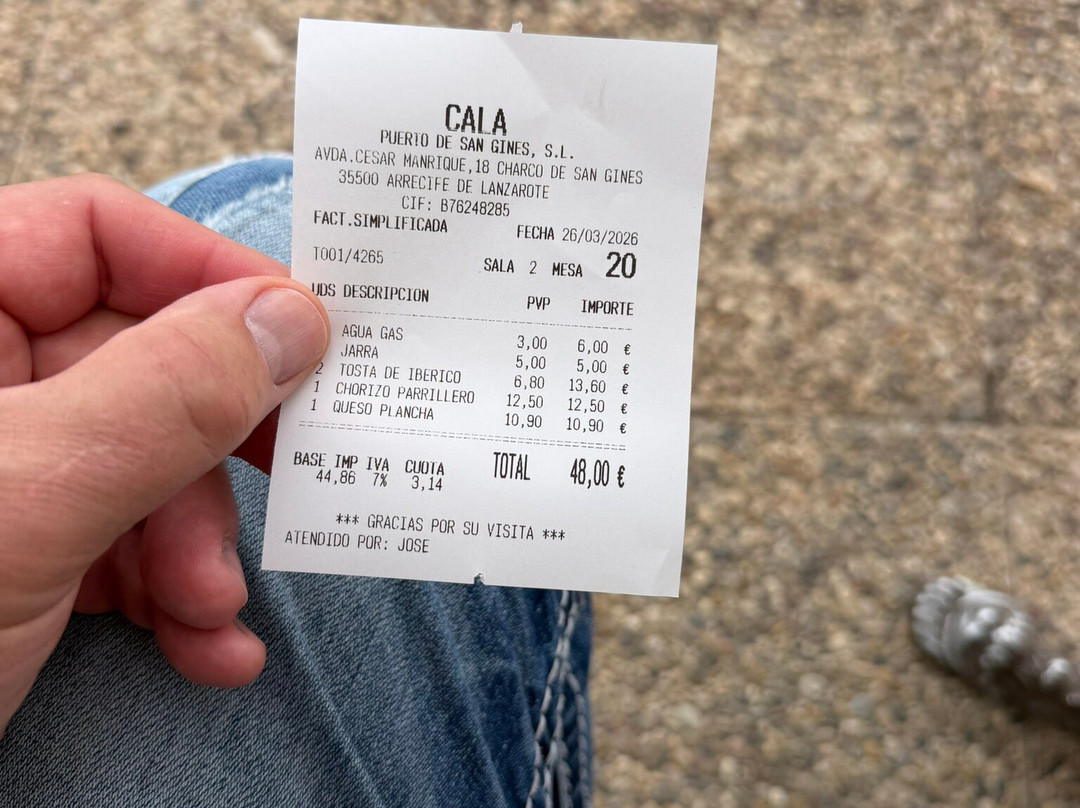 CALA
PUERTO DE SAN GINES, S.L.
AVDA.CESAR MANRIQUE,18 CHARCO DE SAN GINES
35500 ARRECIFE DE LANZAROTE
CIF: B76248285
FACT.SIMPLIFICADA FECHA 26/03/2026
T001/4265 SALA 2 MESA 20
UDS DESCRIPCION PVP IMPORTE
AGUA GAS 3,00 6,00 €
JARRA 5,00 5,00 €
2 TOSTA DE IBERICO 6,80 13,60 €
1 CHORIZO PARRILLERO 12,50 12,50 €
1 QUESO PLANCHA 10,90 10,90 €
BASE IMP IVA CUOTA TOTAL 48,00 €
44,86 7% 3,14
*** GRACIAS POR SU VISITA ***
ATENDIDO POR: JOSE